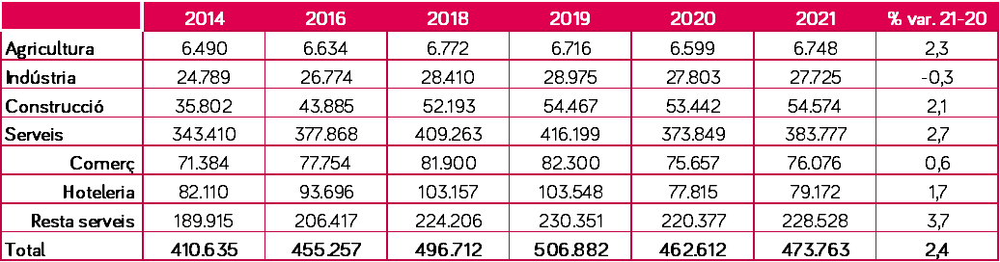 2014 2016 2018 2019 2020 2021 % var. 21-20
Agricultura 6.490 6.634 6.772 6.716 6.599 6.748 2,3
Indústria 24.789 26.774 28.410 28.975 27.803 27.725 -0,3
Construcció 35.802 43.885 52.193 54.467 53.442 54.574 2,1
Serveis 343.410 377.868 409.263 416.199 373.849 383.777 2,7
Comerç 71.384 77.754 81.900 82.300 75.657 76.076 0,6
Hoteleria 82.110 93.696 103.157 103.548 77.815 79.172 1,7
Resta serveis 189.915 206.417 224.206 230.351 220.377 228.528 3,7
Total 410.635 455.257 496.712 506.882 462.612 473.763 2,4